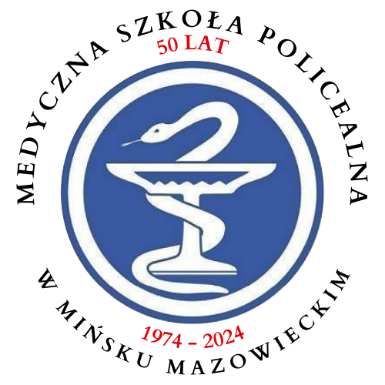 MEDYCZNA SZKOŁA POLICEALNA
50 LAT
1974 - 2024
W MIŃSKU MAZOWIECKIM